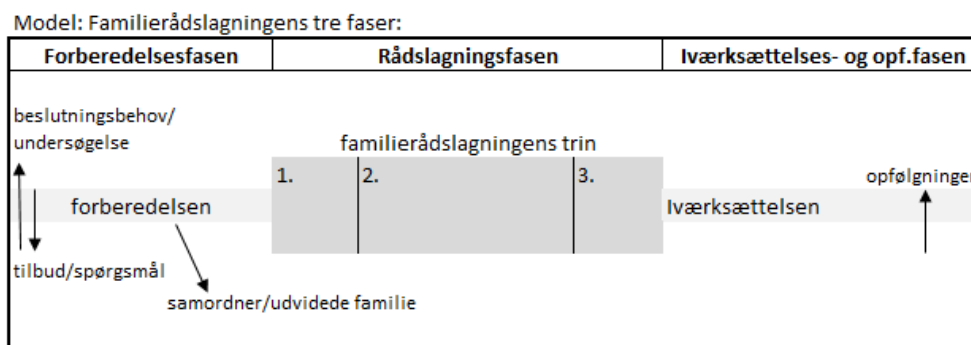 Model: Familierådslagningens tre faser:
Forberedelsesfasen
Rådslagningsfasen
Iværksættelses- og opf.fasen
beslutningsbehov/
undersøgelse
familierådslagningens trin
1.
2.
3.
opfølgningen
forberedelsen
Iværksættelsen
tilbud/spørgsmål
samordner/udvidede familie